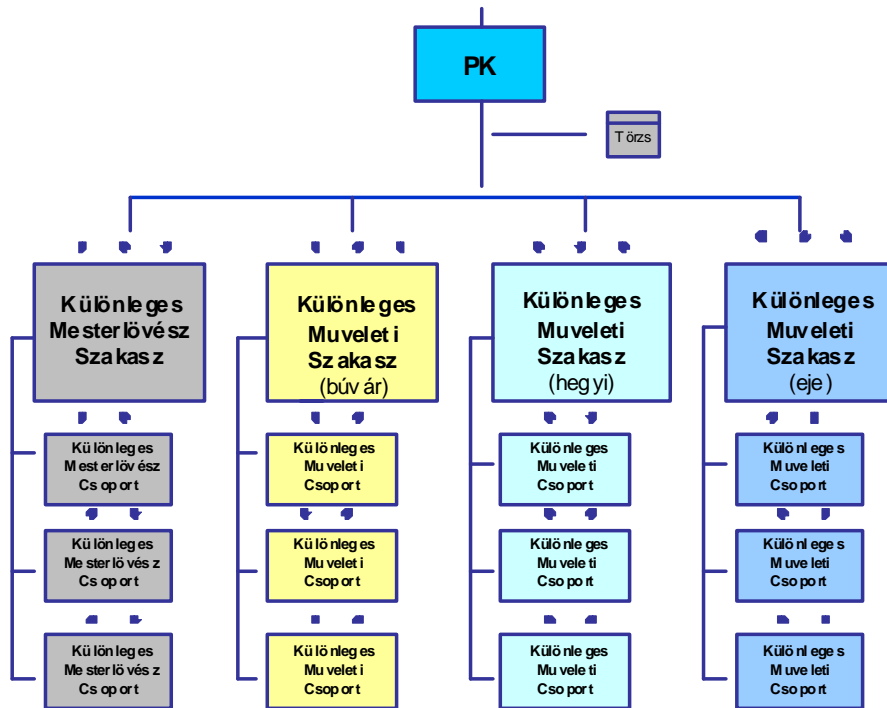 PK
Törzs
Különleges
Mesterlövész
Szakasz
Különleges
Muveleti
Szakasz
(búvár)
Különleges
Muveleti
Szakasz
(hegyi)
Különleges
Muveleti
Szakasz
(eje)
Különleges
Mesterlövész
Csoport
Különleges
Muveleti
Csoport
Különleges
Muveleti
Csoport
Különleges
Muveleti
Csoport
Különleges
Mesterlövész
Csoport
Különleges
Muveleti
Csoport
Különleges
Muveleti
Csoport
Különleges
Muveleti
Csoport
Különleges
Mesterlövész
Csoport
Különleges
Muveleti
Csoport
Különleges
Muveleti
Csoport
Különleges
Muveleti
Csoport